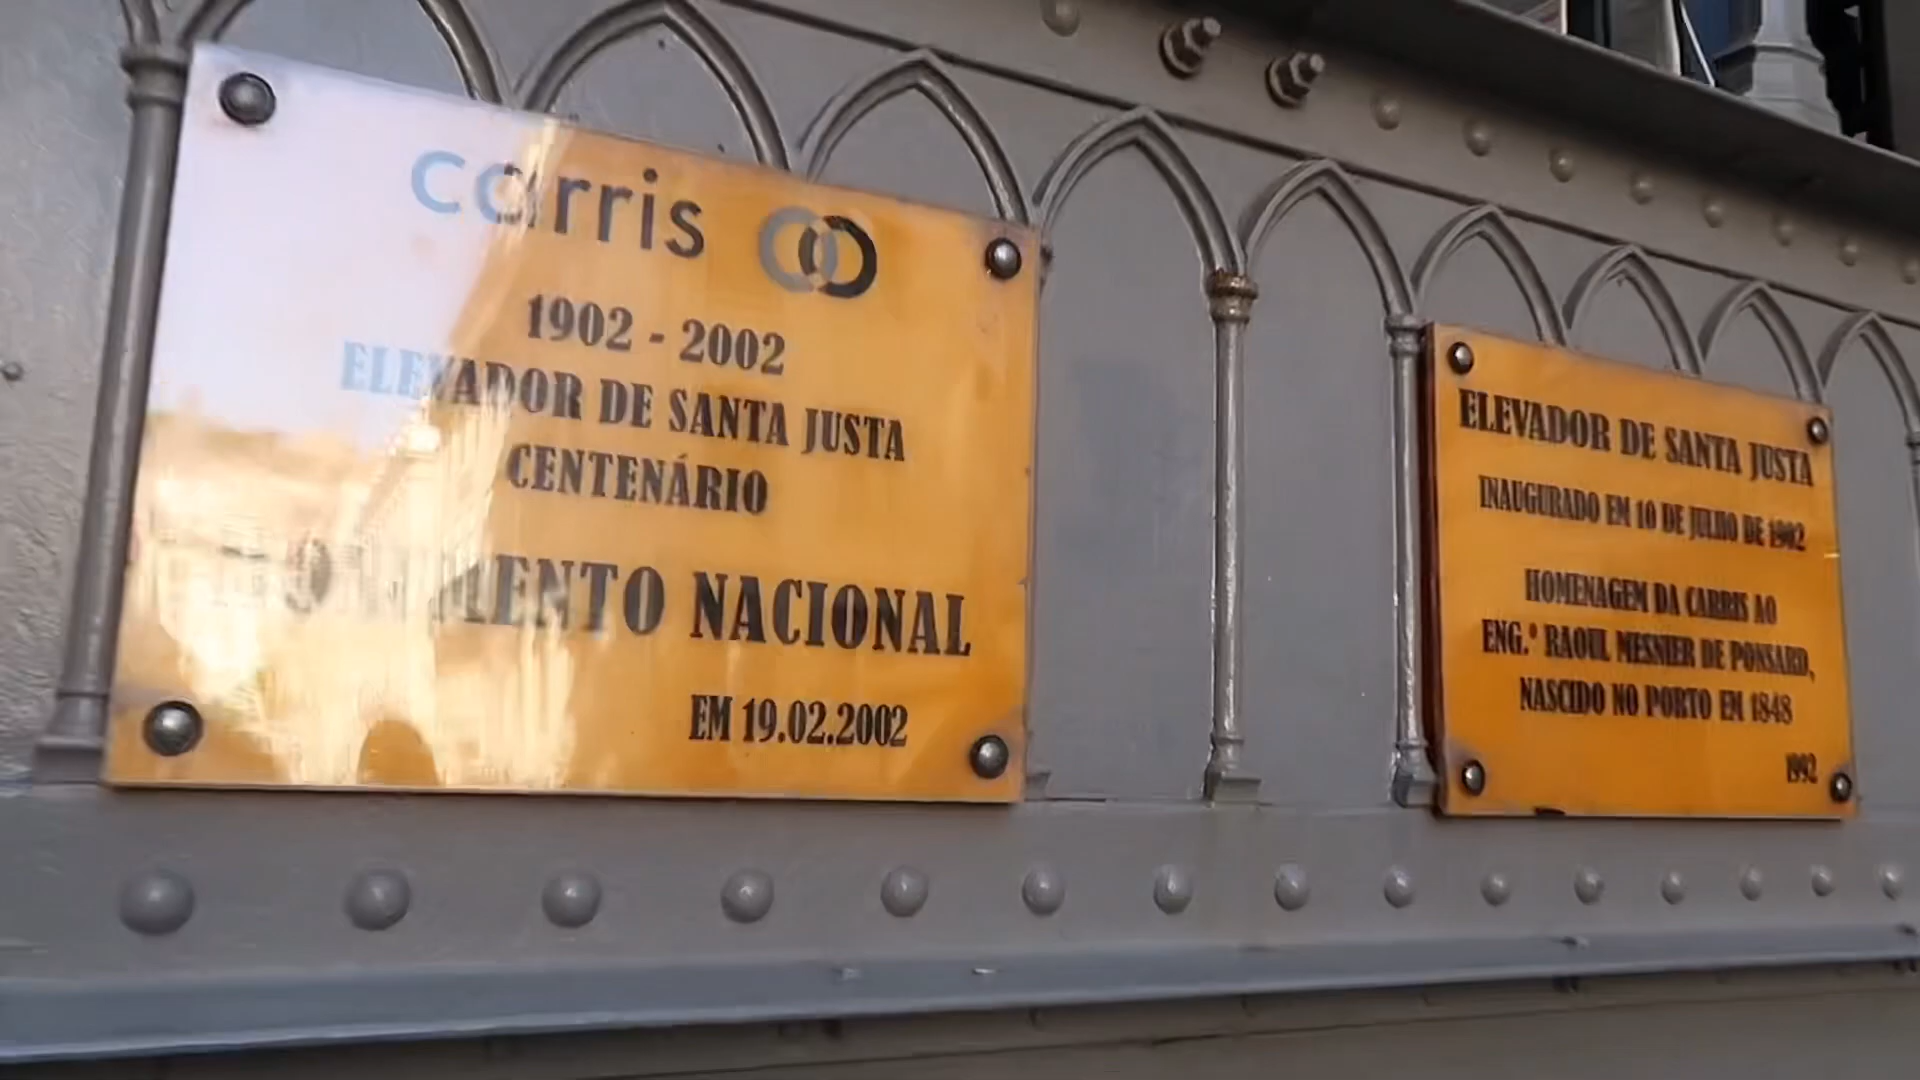 carris
1902 - 2002
ELEVADOR DE SANTA JUSTA
CENTENÁRIO
MONUMENTO NACIONAL
EM 19.02.2002
ELEVADOR DE SANTA JUSTA
INAUGURADO EM 10 DE JULHO DE 1902
HOMENAGEM DA CARRIS AO
ENG.º RAOUL MESNIER DE PONSARD,
NASCIDO NO PORTO EM 1848
1992